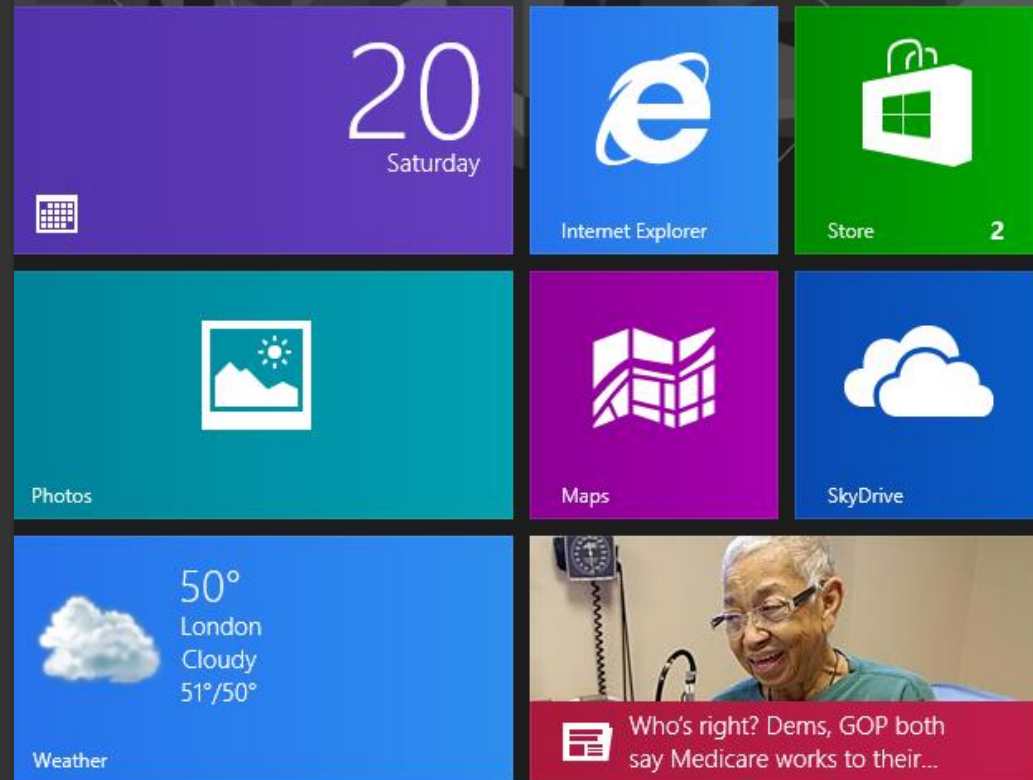 20
Saturday
Internet Explorer
Store 2
Photos
Maps
SkyDrive
50°
London
Cloudy
51°/50°
Weather
Who's right? Dems, GOP both
say Medicare works to their...